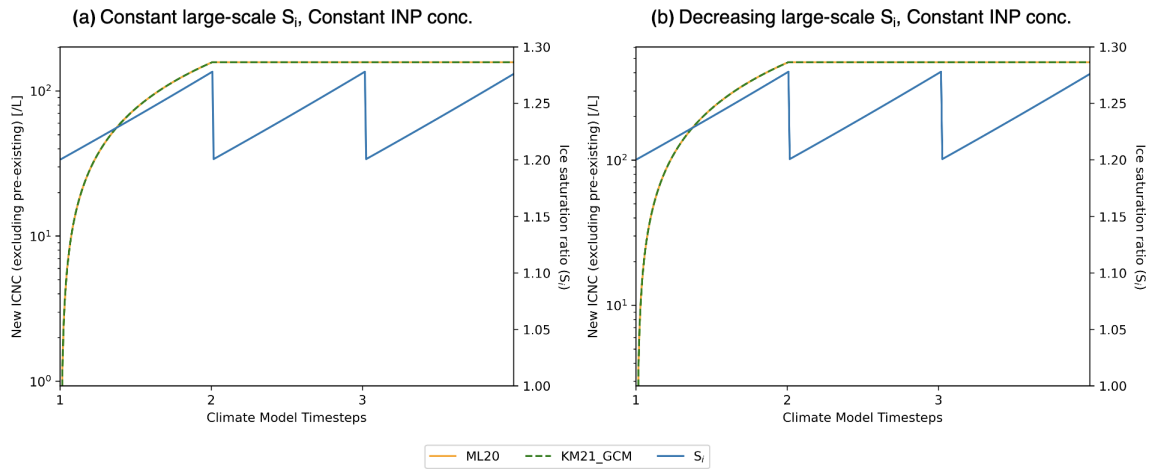 (a) Constant large-scale Sᵢ, Constant INP conc.
10²
10¹
10⁰
New ICNC (excluding pre-existing) [/L]
1.30
1.25
1.20
1.15
1.10
1.05
1.00
Ice saturation ratio (Sᵢ)
1 2 3
Climate Model Timesteps
(b) Decreasing large-scale Sᵢ, Constant INP conc.
10²
10¹
New ICNC (excluding pre-existing) [/L]
1.30
1.25
1.20
1.15
1.10
1.05
1.00
Ice saturation ratio (Sᵢ)
1 2 3
Climate Model Timesteps
ML20 KM21_GCM Sᵢ